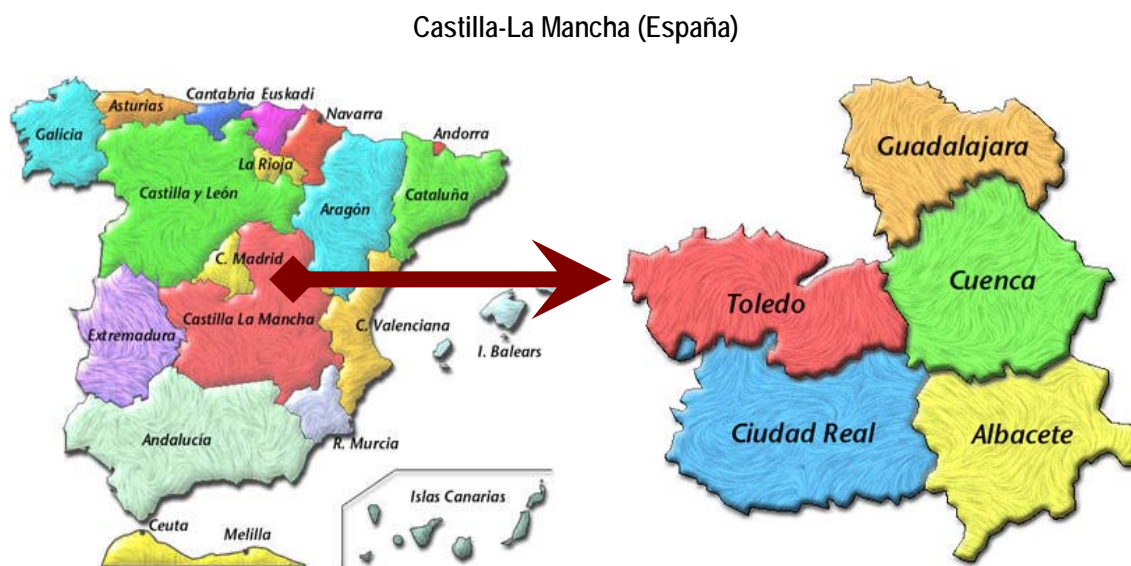 Castilla-La Mancha (España)
Asturias
Cantabria
Euskadi
Navarra
Galicia
La Rioja
Andorra
Castilla y León
Aragón
Cataluña
C. Madrid
Castilla La Mancha
Extremadura
C. Valenciana
I. Balears
Andalucía
R. Murcia
Islas Canarias
Ceuta
Melilla
Guadalajara
Cuenca
Toledo
Ciudad Real
Albacete